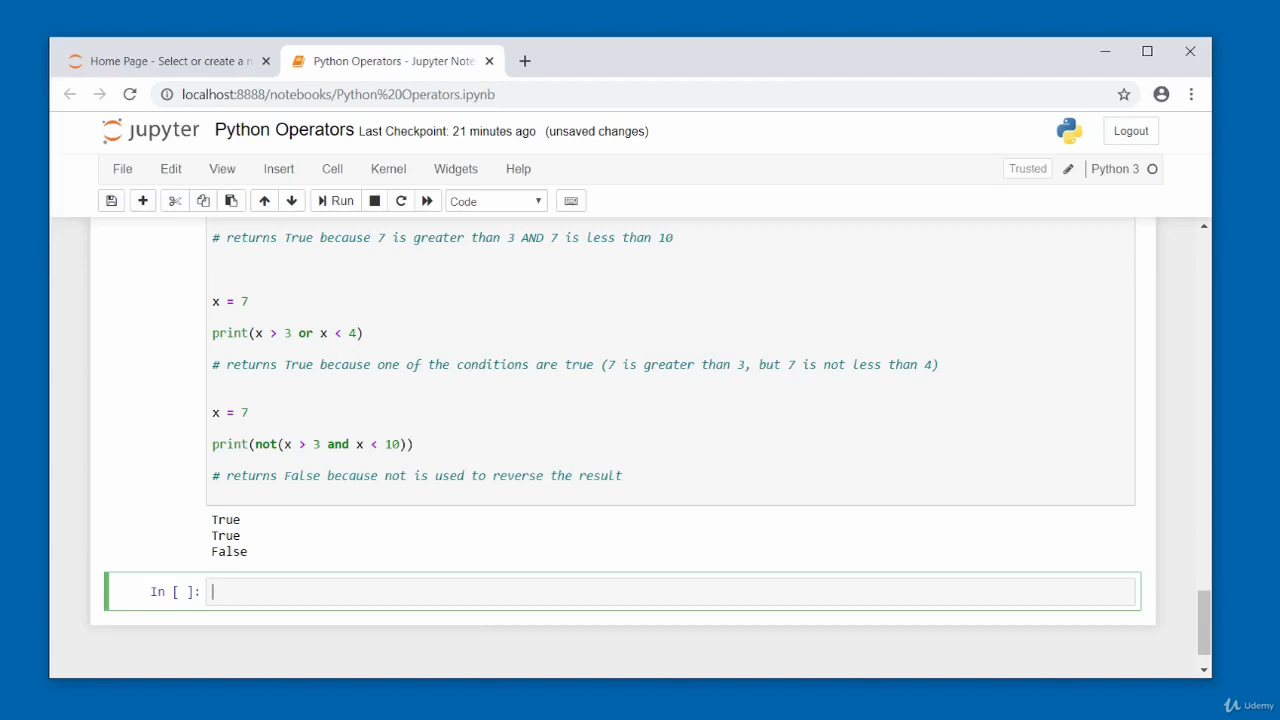 Home Page - Select or create a n
Python Operators - Jupyter Note
localhost:8888/notebooks/Python%20Operators.ipynb
jupyter Python Operators Last Checkpoint: 21 minutes ago (unsaved changes) Logout
File Edit View Insert Cell Kernel Widgets Help Trusted Python 3
Run Code
# returns True because 7 is greater than 3 AND 7 is less than 10
x = 7
print(x > 3 or x < 4)
# returns True because one of the conditions are true (7 is greater than 3, but 7 is not less than 4)
x = 7
print(not(x > 3 and x < 10))
# returns False because not is used to reverse the result
True
True
False
In [ ]:
Udemy